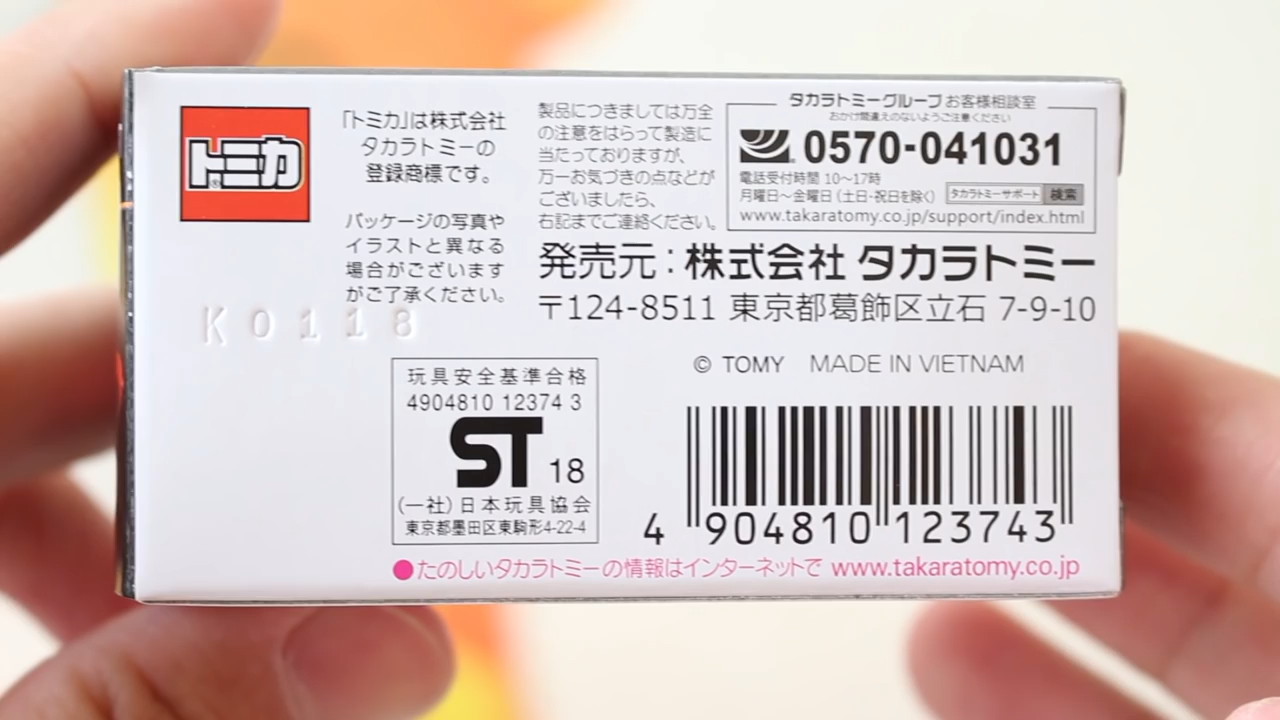 トミカ
「トミカ」は株式会社
タカラトミーの
登録商標です。
パッケージの写真や
イラストと異なる
場合がございます
がご了承ください。
K0118
製品につきましては万全
の注意をはらって製造に
当たっておりますが、
万一お気づきの点などが
ございましたら、
右記までご連絡ください。
タカラトミーグループ お客様相談室
おかけ間違えのないようご注意ください
0570-041031
電話受付時間 10〜17時
月曜日〜金曜日 (土日・祝日を除く) タカラトミーサポート 検索
www.takaratomy.co.jp/support/index.html
発売元：株式会社 タカラトミー
〒124-8511 東京都葛飾区立石 7-9-10
© TOMY MADE IN VIETNAM
玩具安全基準合格
4904810 12374 3
ST 18
(一社)日本玩具協会
東京都墨田区東駒形4-22-4
4 904810 123743
●たのしいタカラトミーの情報はインターネットで www.takaratomy.co.jp